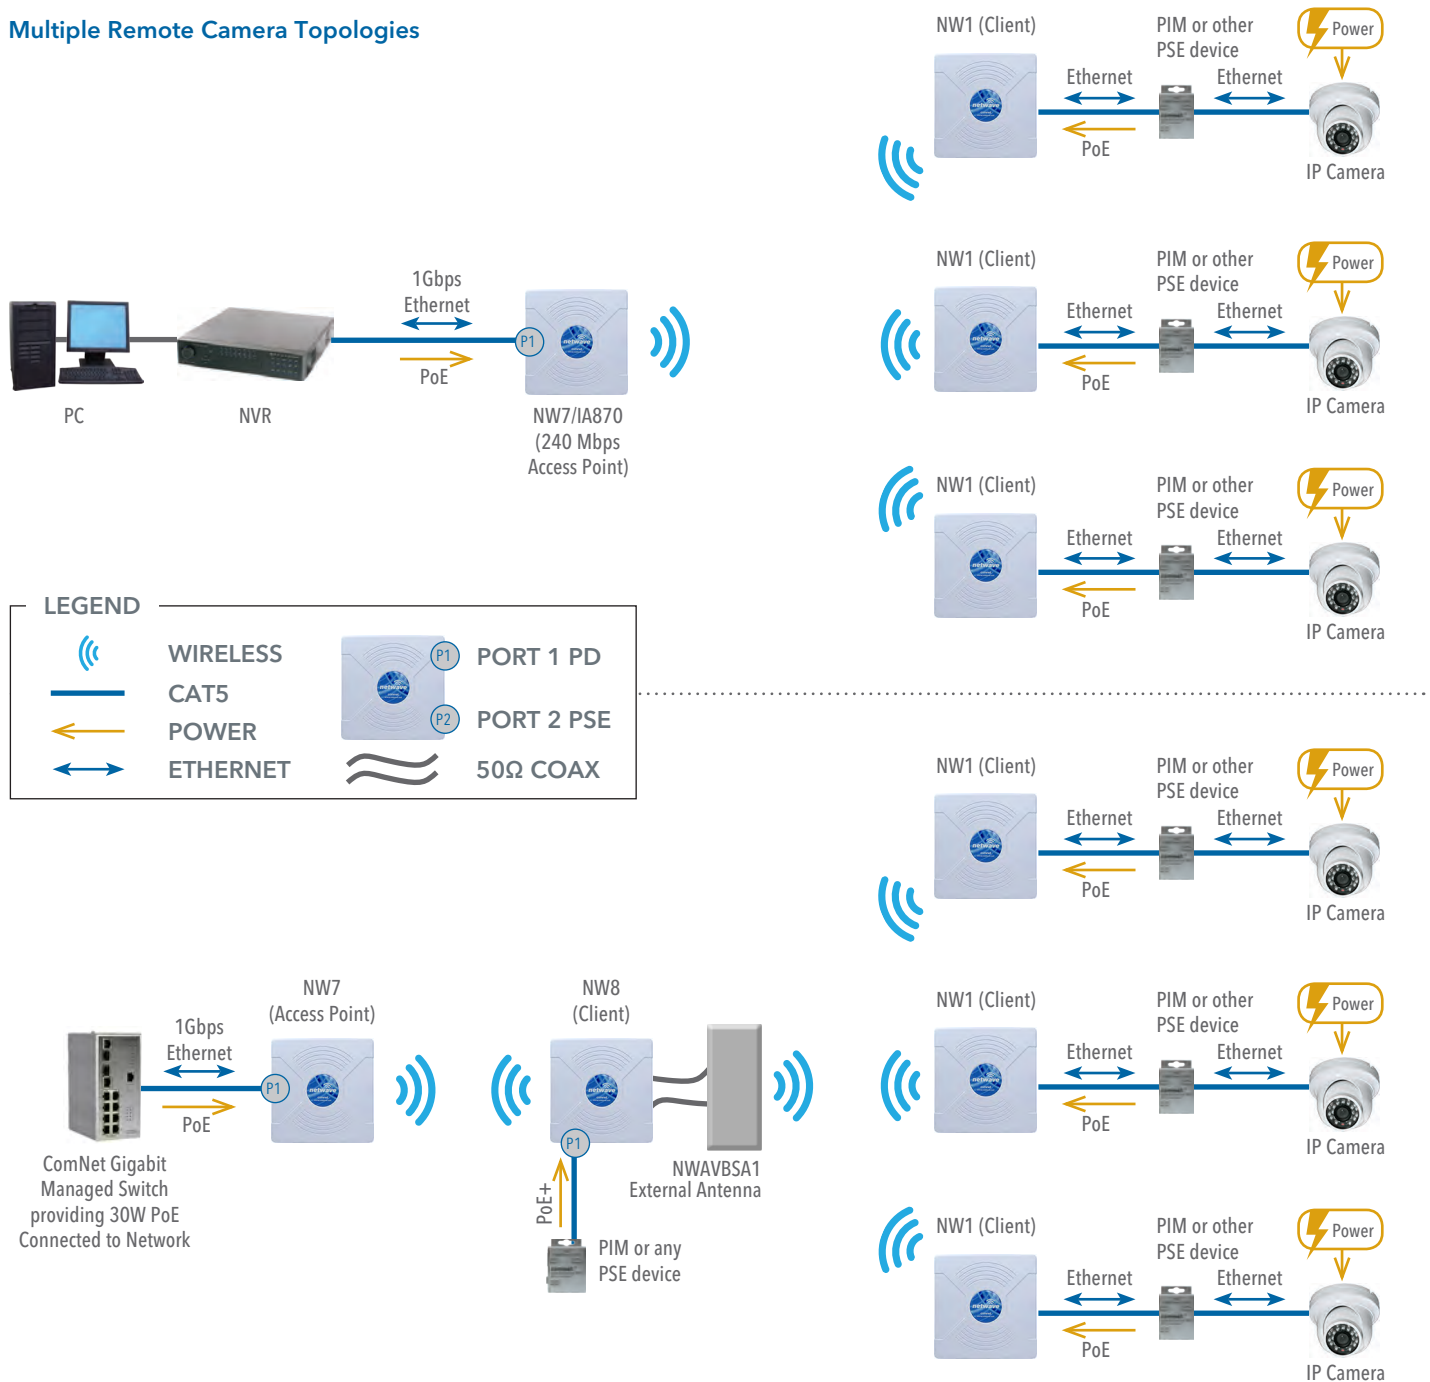 Multiple Remote Camera Topologies
NW1 (Client)
PIM or other
PSE device
Power
Ethernet
Ethernet
PoE
IP Camera
NW1 (Client)
PIM or other
PSE device
Power
Ethernet
Ethernet
PoE
IP Camera
1Gbps
Ethernet
P1
netwave
PoE
PC
NVR
NW7/IA870
(240 Mbps
Access Point)
NW1 (Client)
PIM or other
PSE device
Power
Ethernet
Ethernet
PoE
IP Camera
LEGEND
WIRELESS
CAT5
POWER
ETHERNET
netwave
P1
PORT 1 PD
P2
PORT 2 PSE
50Ω COAX
NW1 (Client)
PIM or other
PSE device
Power
Ethernet
Ethernet
PoE
IP Camera
NW7
(Access Point)
1Gbps
Ethernet
P1
PoE
ComNet Gigabit
Managed Switch
providing 30W PoE
Connected to Network
NW8
(Client)
P1
PoE+
PIM or any
PSE device
NWAVBSA1
External Antenna
NW1 (Client)
PIM or other
PSE device
Power
Ethernet
Ethernet
PoE
IP Camera
NW1 (Client)
PIM or other
PSE device
Power
Ethernet
Ethernet
PoE
IP Camera